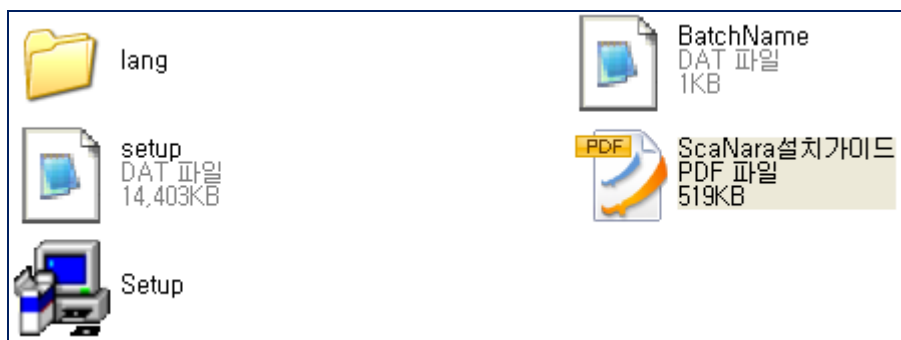 lang
BatchName
DAT 파일
1KB
setup
DAT 파일
14,403KB
PDF
ScaNara설치가이드
PDF 파일
519KB
Setup